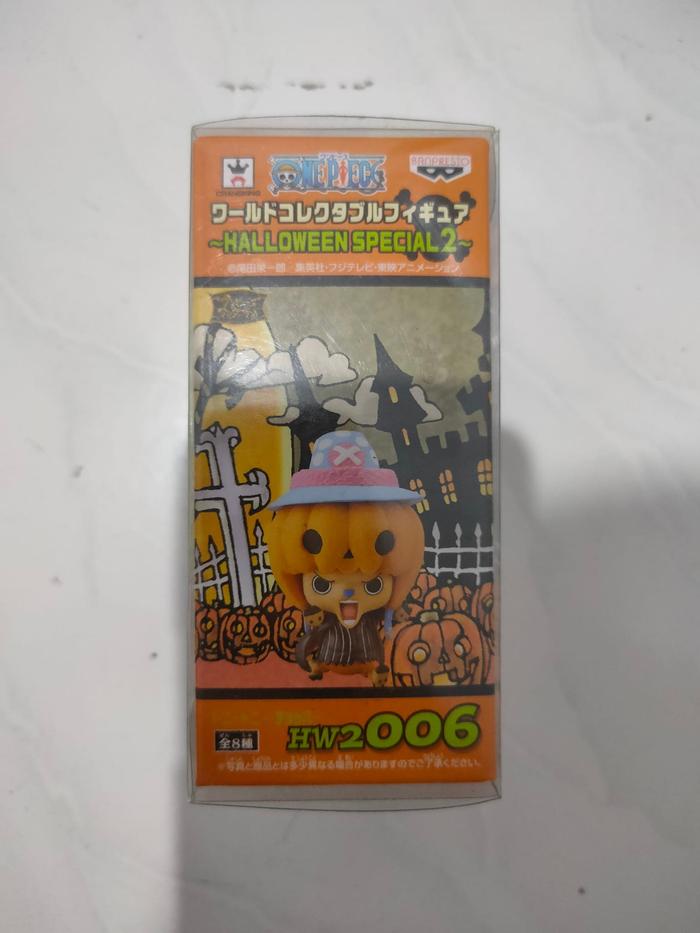 CRANEKING
ONE PIECE
BANPRESTO
ワールドコレクタブルフィギュア
~HALLOWEEN SPECIAL 2~
©尾田栄一郎/集英社・フジテレビ・東映アニメーション
全8種
HW2006
※写真と商品とは多少異なる場合がありますのでご了承ください。